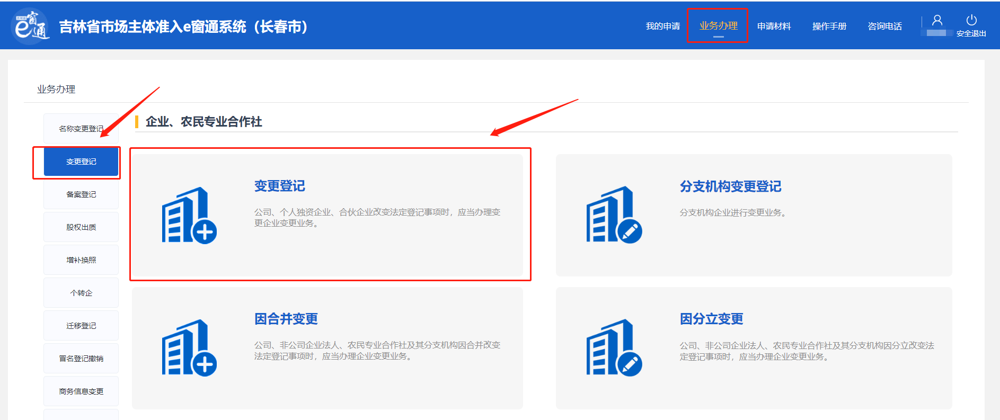 吉林省
e窗通
吉林省市场主体准入e窗通系统（长春市）
我的申请
业务办理
申请材料
操作手册
咨询电话
安全退出
业务办理
名称变更登记
变更登记
备案登记
股权出质
增补换照
个转企
迁移登记
冒名登记撤销
商务信息变更
企业、农民专业合作社
变更登记
公司、个人独资企业、合伙企业改变法定登记事项时，应当办理变
更企业变更业务。
分支机构变更登记
分支机构企业进行变更业务。
因合并变更
公司、非公司企业法人、农民专业合作社及其分支机构因合并改变
法定登记事项时，应当办理企业变更业务。
因分立变更
公司、非公司企业法人、农民专业合作社及其分支机构因分立改变法
定登记事项时，应当办理企业变更业务。